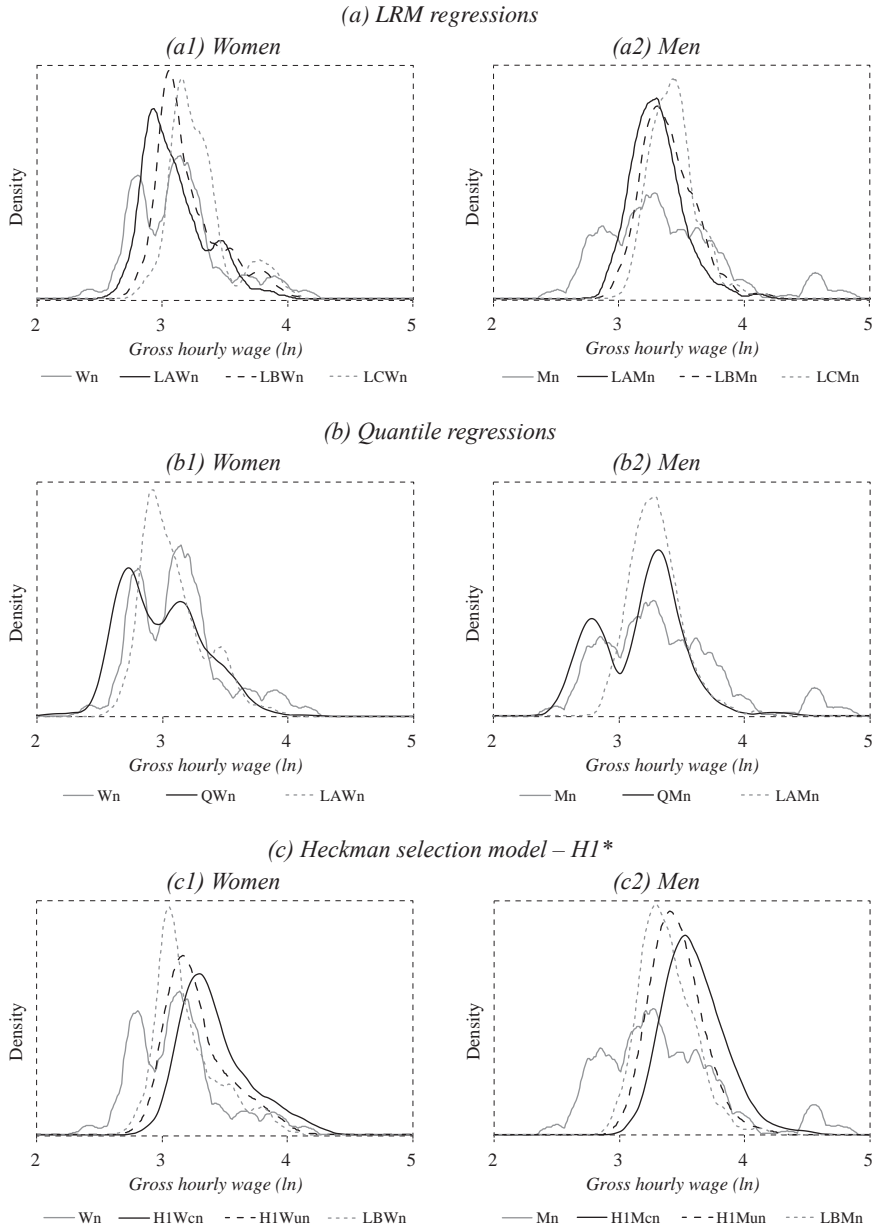 (a) LRM regressions
(a1) Women
(a2) Men
Density
2 3 4 5
Gross hourly wage (ln)
Wn LAWn LBWn LCWn
Density
2 3 4 5
Gross hourly wage (ln)
Mn LAMn LBMn LCMn
(b) Quantile regressions
(b1) Women
(b2) Men
Density
2 3 4 5
Gross hourly wage (ln)
Wn QWn LAWn
Density
2 3 4 5
Gross hourly wage (ln)
Mn QMn LAMn
(c) Heckman selection model – H1*
(c1) Women
(c2) Men
Density
2 3 4 5
Gross hourly wage (ln)
Wn H1Wcn H1Wun LBWn
Density
2 3 4 5
Gross hourly wage (ln)
Mn H1Mcn H1Mun LBMn